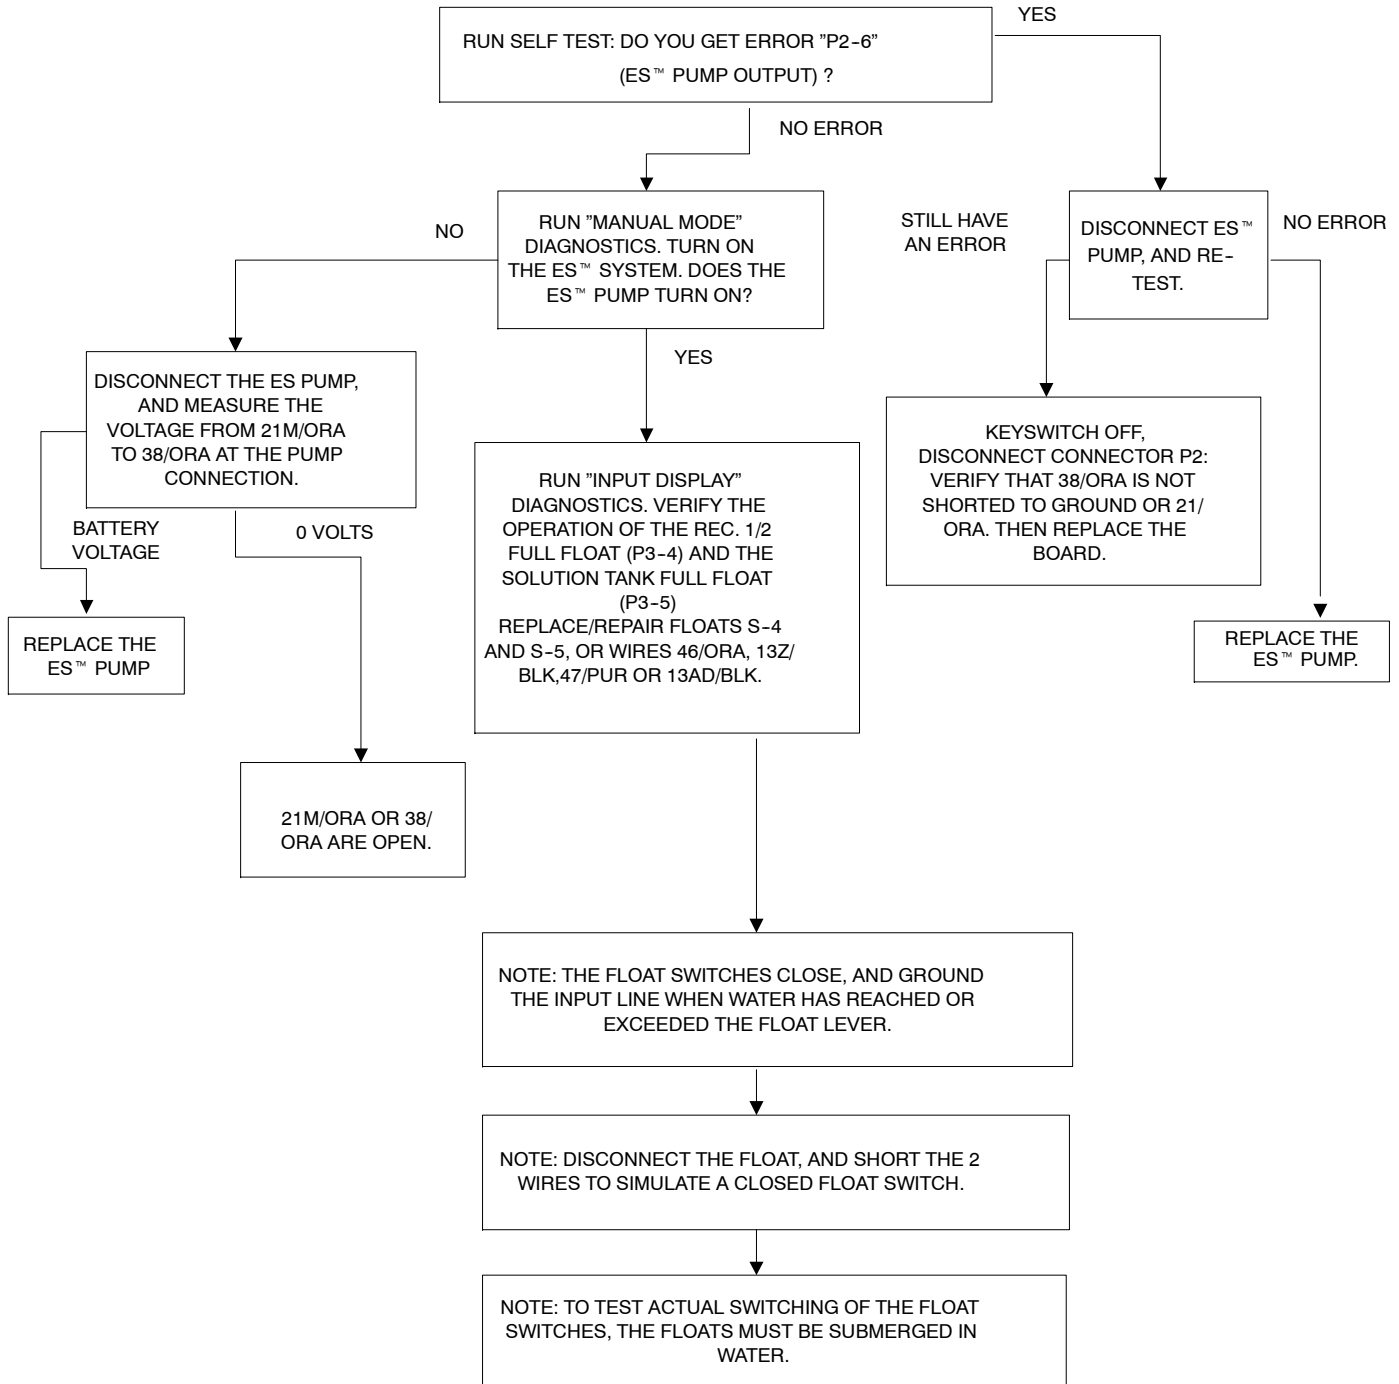 YES
RUN SELF TEST: DO YOU GET ERROR ”P2-6”
(ES™ PUMP OUTPUT) ?
NO ERROR
NO
RUN ”MANUAL MODE”
DIAGNOSTICS. TURN ON
THE ES™ SYSTEM. DOES THE
ES™ PUMP TURN ON?
STILL HAVE
AN ERROR
DISCONNECT ES™
PUMP, AND RE-
TEST.
NO ERROR
YES
DISCONNECT THE ES PUMP,
AND MEASURE THE
VOLTAGE FROM 21M/ORA
TO 38/ORA AT THE PUMP
CONNECTION.
KEYSWITCH OFF,
DISCONNECT CONNECTOR P2:
VERIFY THAT 38/ORA IS NOT
SHORTED TO GROUND OR 21/
ORA. THEN REPLACE THE
BOARD.
RUN ”INPUT DISPLAY”
DIAGNOSTICS. VERIFY THE
OPERATION OF THE REC. 1/2
FULL FLOAT (P3-4) AND THE
SOLUTION TANK FULL FLOAT
(P3-5)
REPLACE/REPAIR FLOATS S-4
AND S-5, OR WIRES 46/ORA, 13Z/
BLK,47/PUR OR 13AD/BLK.
BATTERY
VOLTAGE
0 VOLTS
REPLACE THE
ES™ PUMP
REPLACE THE
ES™ PUMP.
21M/ORA OR 38/
ORA ARE OPEN.
NOTE: THE FLOAT SWITCHES CLOSE, AND GROUND
THE INPUT LINE WHEN WATER HAS REACHED OR
EXCEEDED THE FLOAT LEVER.
NOTE: DISCONNECT THE FLOAT, AND SHORT THE 2
WIRES TO SIMULATE A CLOSED FLOAT SWITCH.
NOTE: TO TEST ACTUAL SWITCHING OF THE FLOAT
SWITCHES, THE FLOATS MUST BE SUBMERGED IN
WATER.